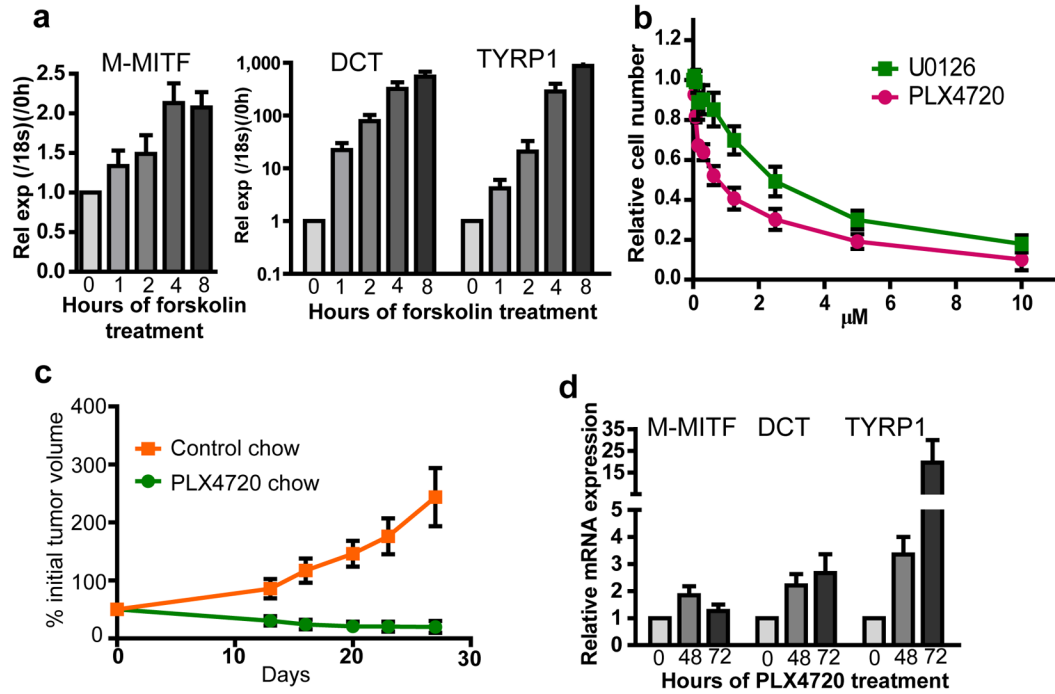 a
M-MITF
Rel exp (/18s)(/0h)
2.5
2.0
1.5
1.0
0.5
0.0
0 1 2 4 8
Hours of forskolin
treatment
DCT TYRP1
Rel exp (/18s)(/0h)
1,000
100
10
1
0.1
0 1 2 4 8 0 1 2 4 8
Hours of forskolin treatment
b
Relative cell number
1.2
1.0
0.8
0.6
0.4
0.2
0.0
U0126
PLX4720
0 2 4 6 8 10
μM
c
% initial tumor volume
400
300
200
100
0
Control chow
PLX4720 chow
0 10 20 30
Days
d
M-MITF DCT TYRP1
Relative mRNA expression
35
25
15
5
5
4
3
2
1
0
0 48 72 0 48 72 0 48 72
Hours of PLX4720 treatment